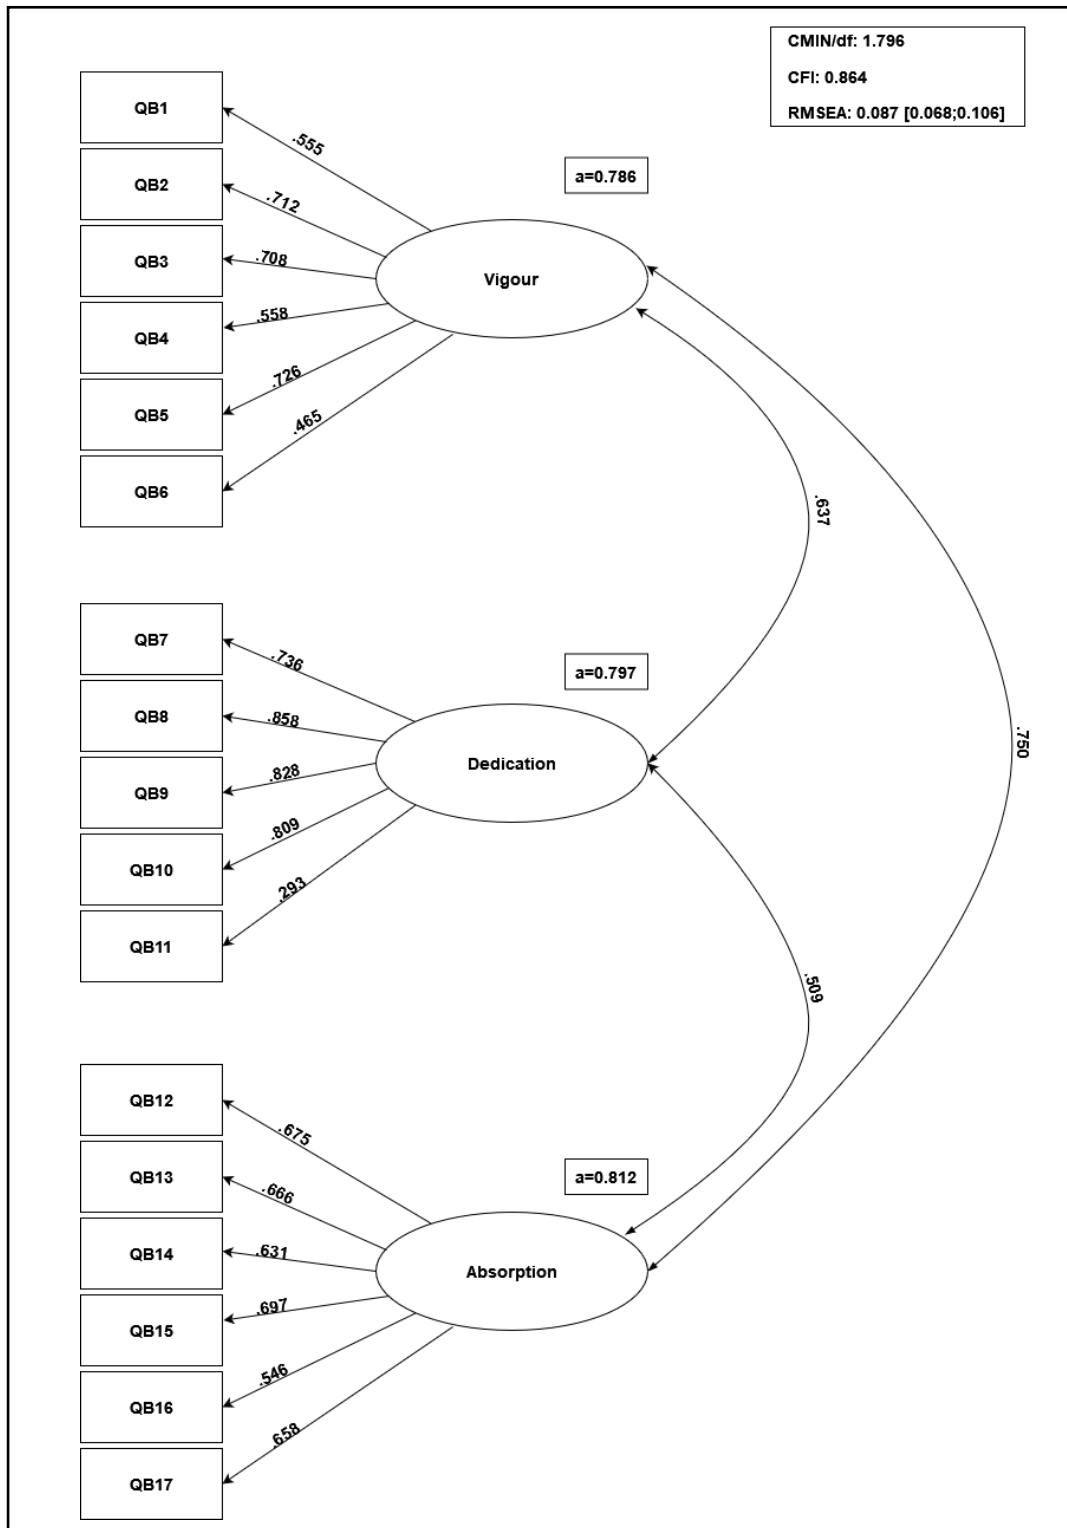 CMIN/df: 1.796
CFI: 0.864
RMSEA: 0.087 [0.068;0.106]
QB1
.555
a=0.786
QB2
.712
QB3
.708
Vigour
QB4
.558
QB5
.726
QB6
.465
.637
QB7
.736
a=0.797
QB8
.858
.750
QB9
.828
Dedication
QB10
.809
QB11
.293
.509
QB12
.675
a=0.812
QB13
.666
QB14
.631
Absorption
QB15
.697
QB16
.546
QB17
.658